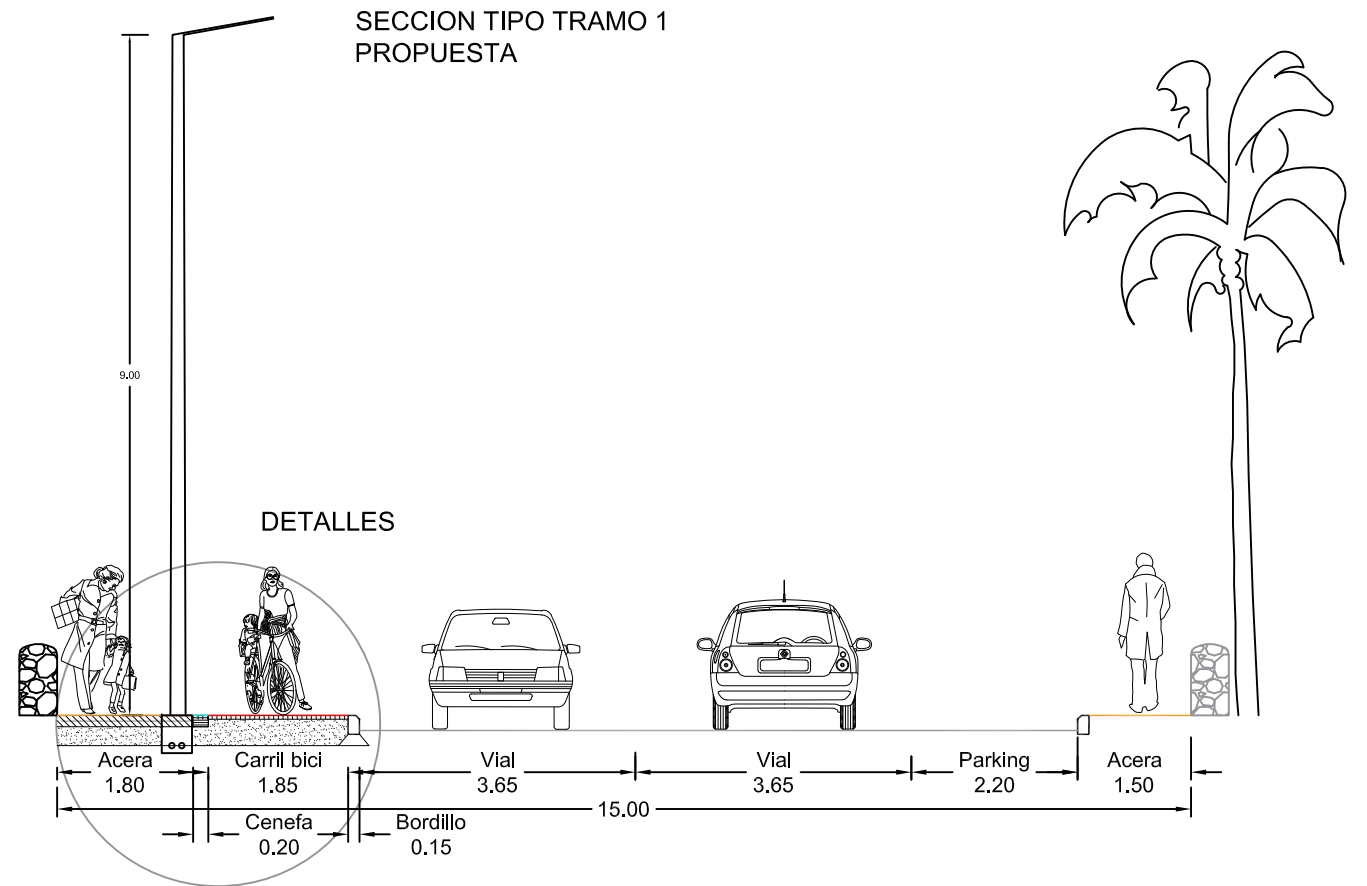 SECCION TIPO TRAMO 1
PROPUESTA
9.00
DETALLES
Acera
1.80
Carril bici
1.85
Vial
3.65
Vial
3.65
Parking
2.20
Acera
1.50
15.00
Cenefa
0.20
Bordillo
0.15